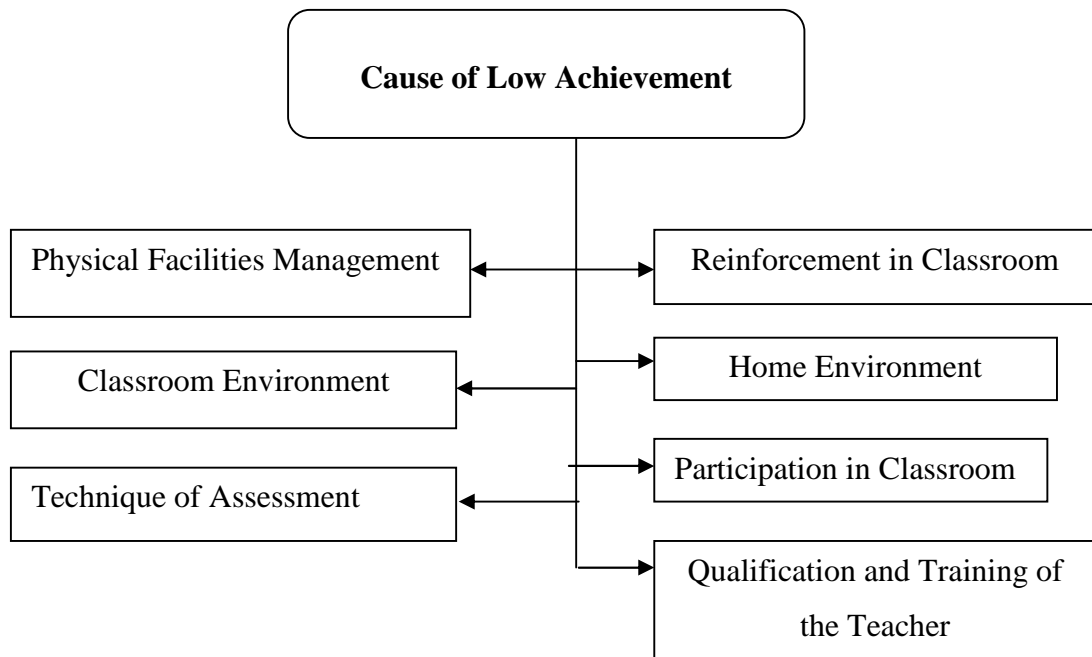 Cause of Low Achievement
Physical Facilities Management
Reinforcement in Classroom
Classroom Environment
Home Environment
Participation in Classroom
Technique of Assessment
Qualification and Training of
the Teacher